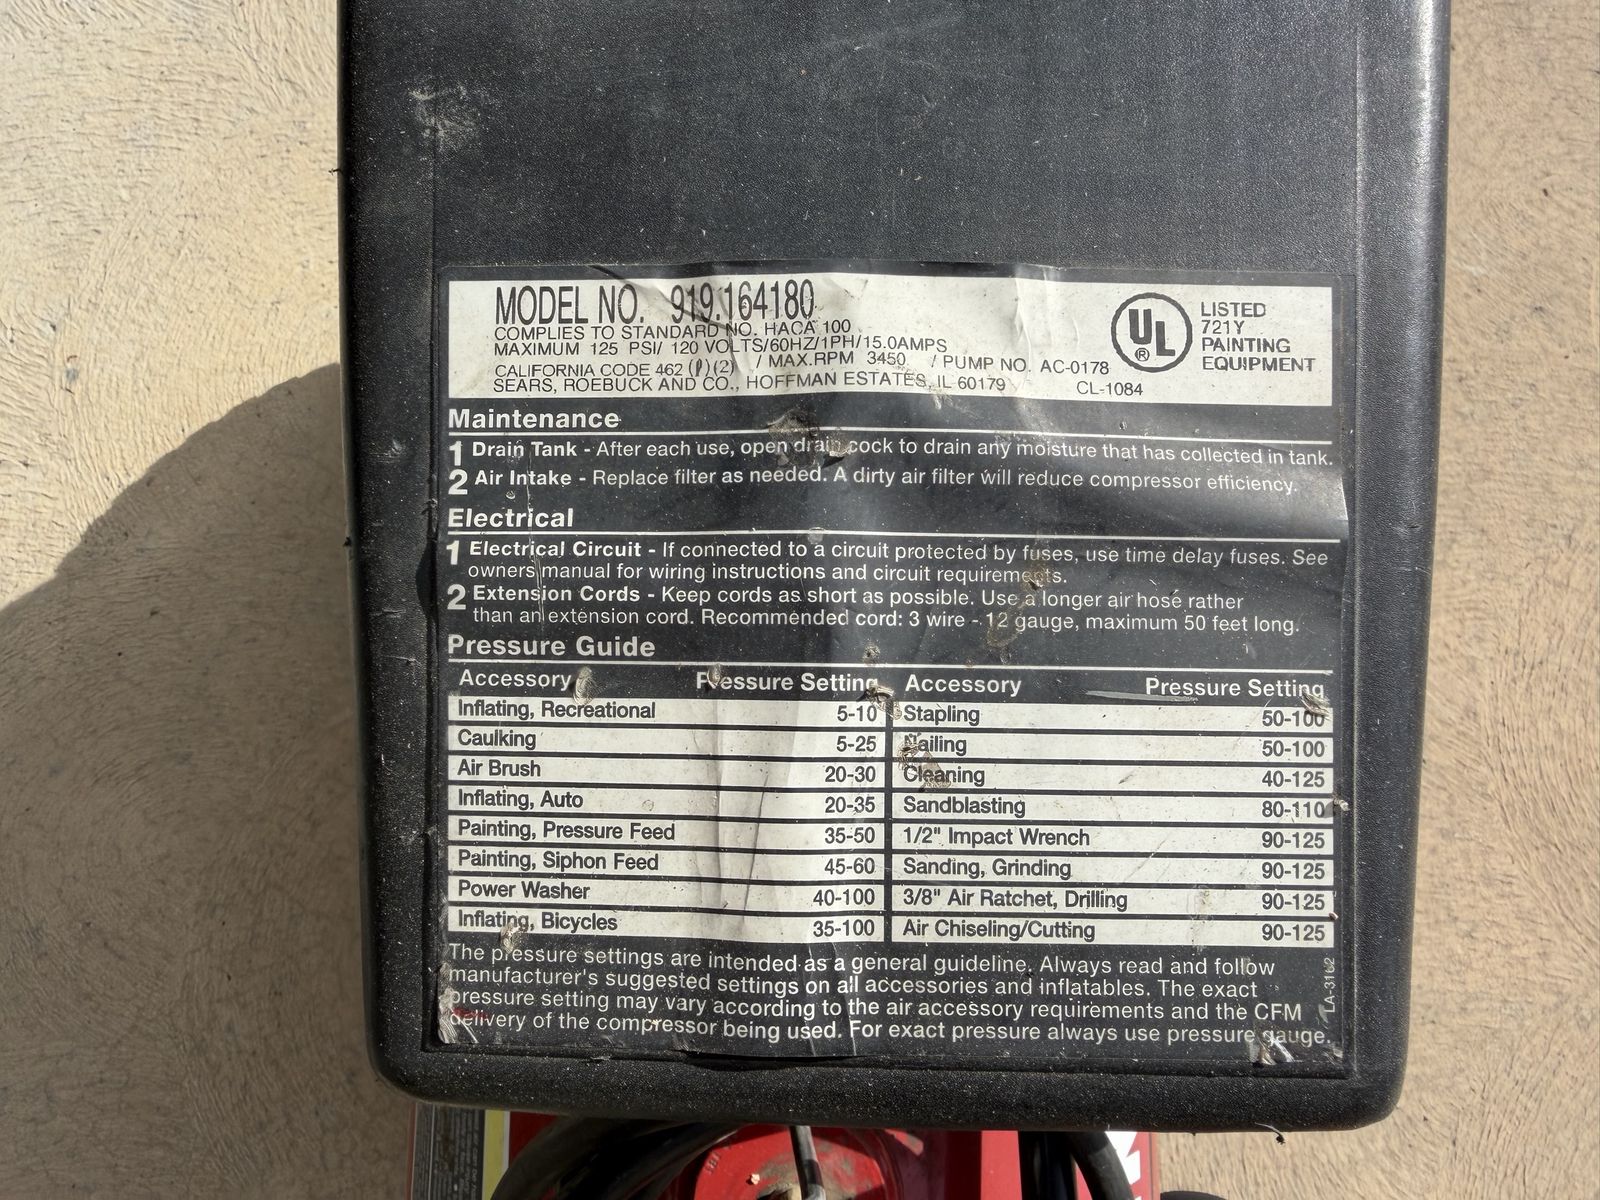 MODEL NO. 919.164180
COMPLIES TO STANDARD NO. HACA 100
MAXIMUM 125 PSI/ 120 VOLTS/60HZ/1PH/15.0AMPS
CALIFORNIA CODE 462 (l)(2) / MAX.RPM 3450 / PUMP NO. AC-0178
SEARS, ROEBUCK AND CO., HOFFMAN ESTATES, IL 60179 CL-1084
UL ®
LISTED
721Y
PAINTING
EQUIPMENT
Maintenance
1 Drain Tank - After each use, open drain cock to drain any moisture that has collected in tank.
2 Air Intake - Replace filter as needed. A dirty air filter will reduce compressor efficiency.
Electrical
1 Electrical Circuit - If connected to a circuit protected by fuses, use time delay fuses. See
owners manual for wiring instructions and circuit requirements.
2 Extension Cords - Keep cords as short as possible. Use a longer air hose rather
than an extension cord. Recommended cord: 3 wire - 12 gauge, maximum 50 feet long.
Pressure Guide
Accessory Pressure Setting Accessory Pressure Setting
Inflating, Recreational 5-10 Stapling 50-100
Caulking 5-25 Nailing 50-100
Air Brush 20-30 Cleaning 40-125
Inflating, Auto 20-35 Sandblasting 80-110
Painting, Pressure Feed 35-50 1/2" Impact Wrench 90-125
Painting, Siphon Feed 45-60 Sanding, Grinding 90-125
Power Washer 40-100 3/8" Air Ratchet, Drilling 90-125
Inflating, Bicycles 35-100 Air Chiseling/Cutting 90-125
The pressure settings are intended as a general guideline. Always read and follow
manufacturer's suggested settings on all accessories and inflatables. The exact
pressure setting may vary according to the air accessory requirements and the CFM
delivery of the compressor being used. For exact pressure always use pressure gauge.
LA-3162